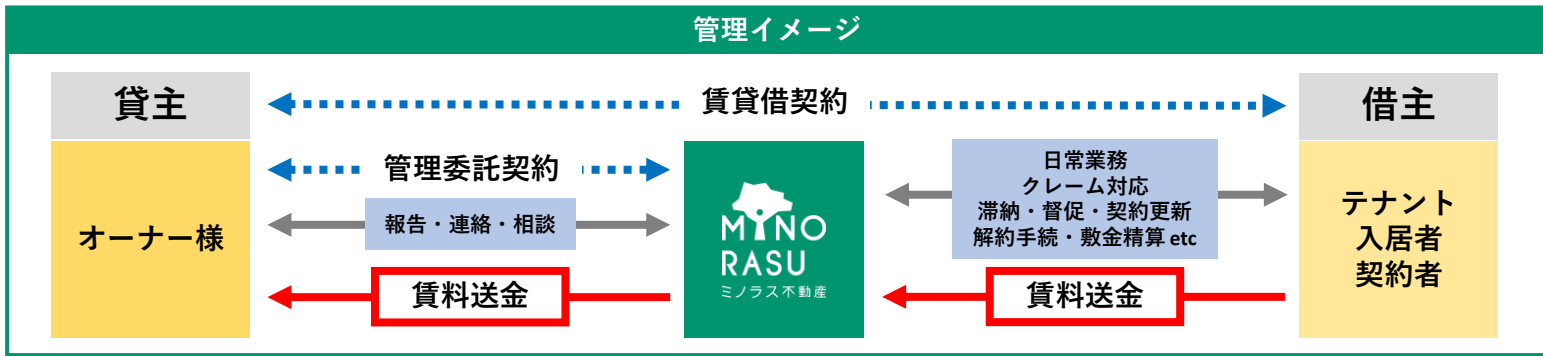 管理イメージ
貸主
賃貸借契約
借主
オーナー様
管理委託契約
報告・連絡・相談
賃料送金
MINO
RASU
ミノラス不動産
日常業務
クレーム対応
滞納・督促・契約更新
解約手続・敷金精算 etc
賃料送金
テナント
入居者
契約者